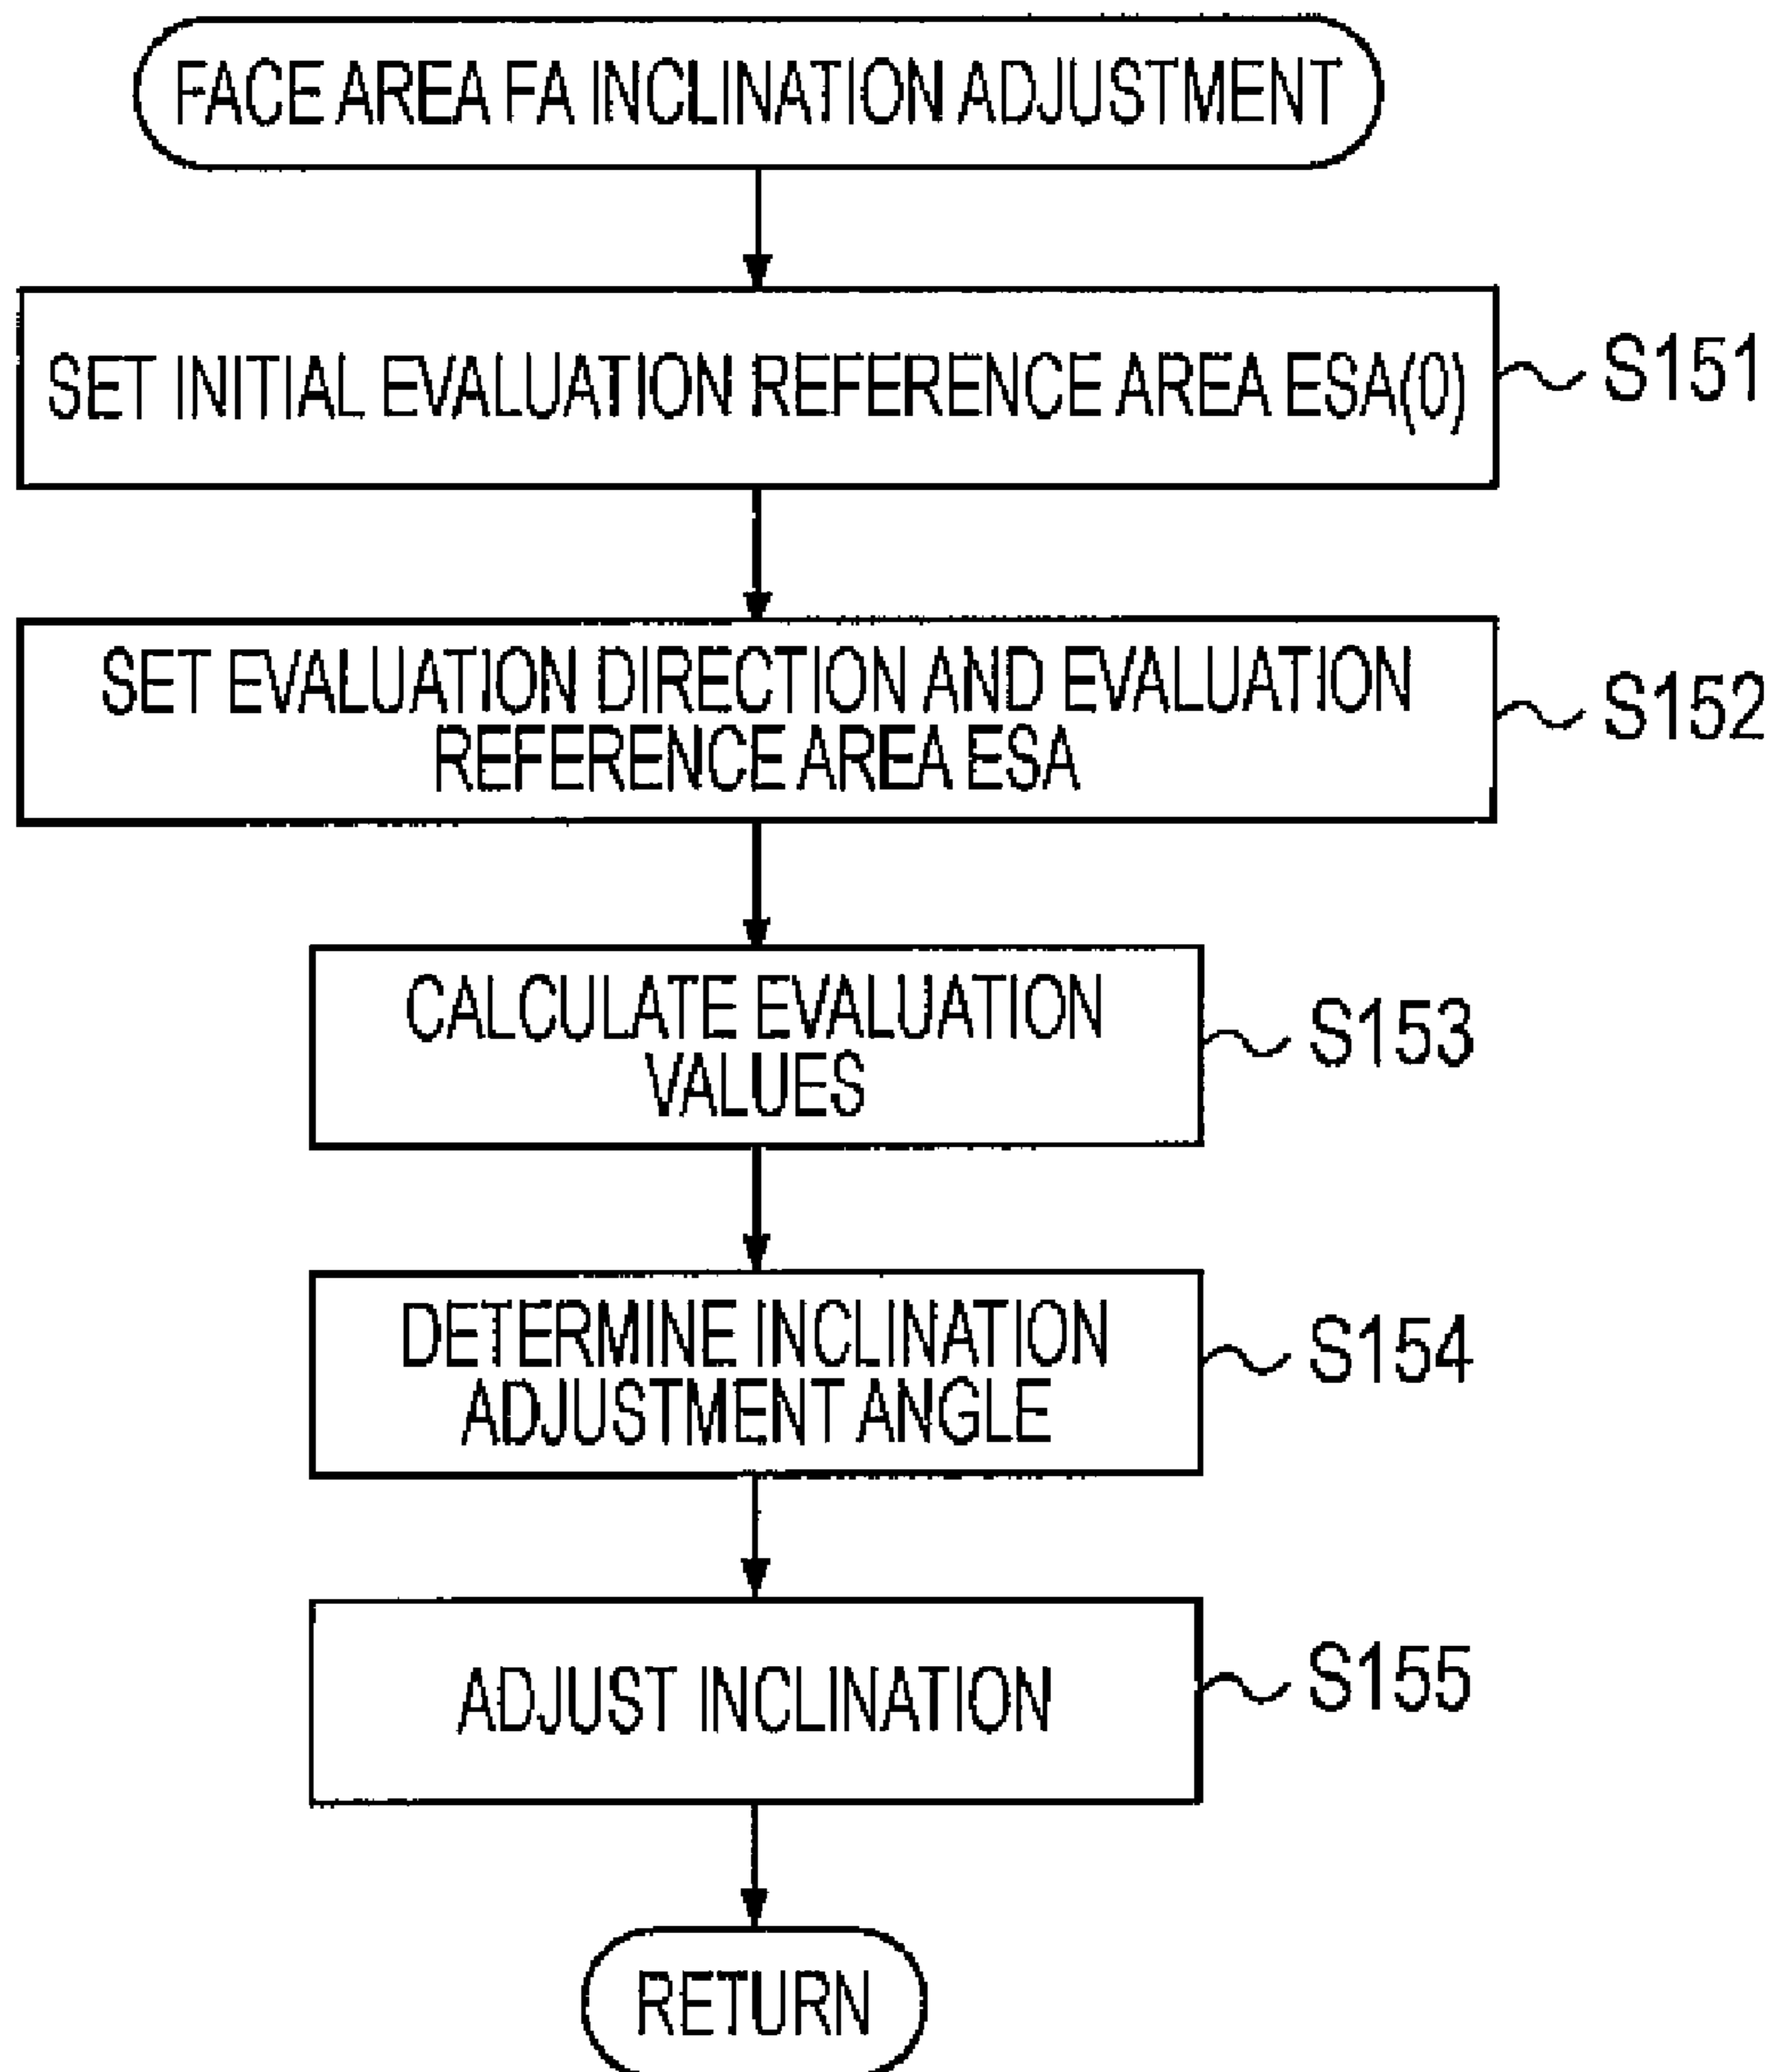 FACE AREA FA INCLINATION ADJUSTMENT
SET INITIAL EVALUATION REFERENCE AREA ESA(0)
S151
SET EVALUATION DIRECTION AND EVALUATION
REFERENCE AREA ESA
S152
CALCULATE EVALUATION
VALUES
S153
DETERMINE INCLINATION
ADJUSTMENT ANGLE
S154
ADJUST INCLINATION
S155
RETURN